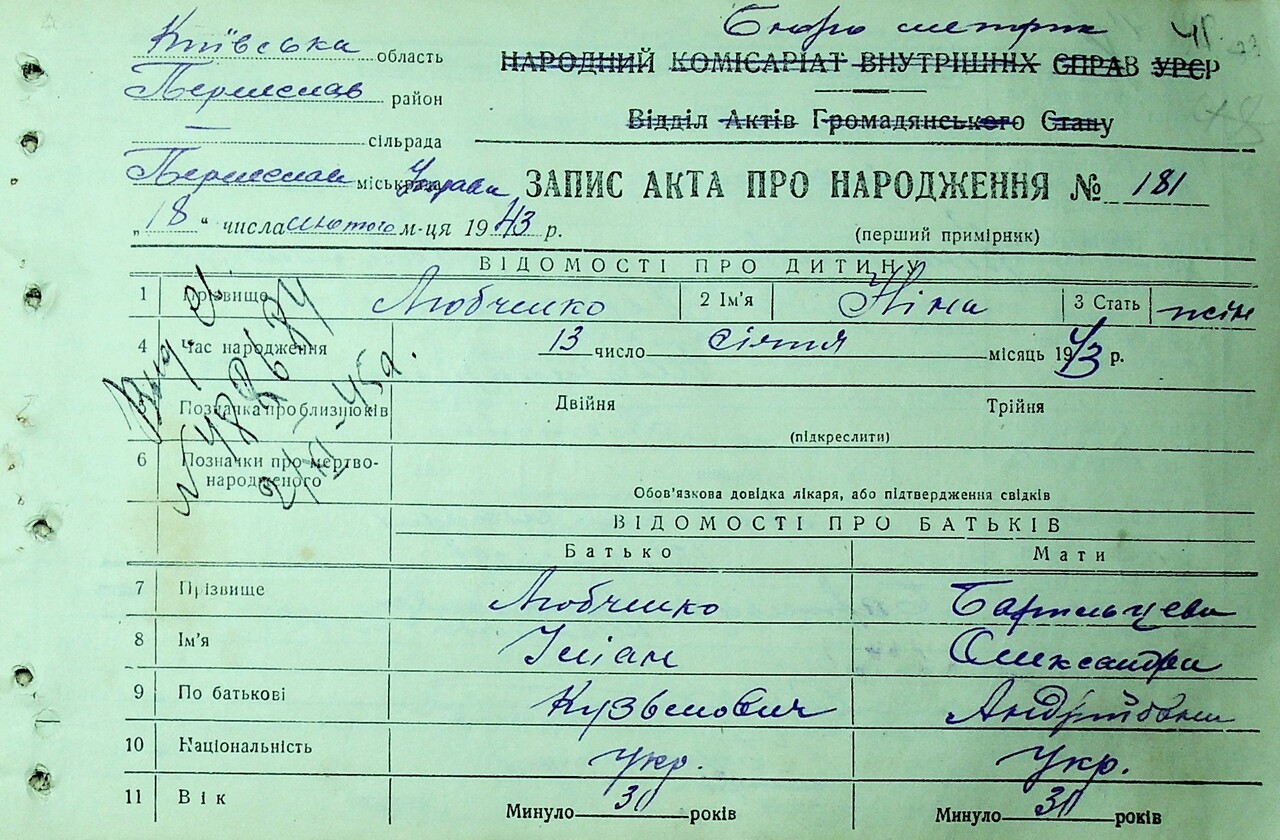 Київська область
Бюро метрик
НАРОДНИЙ КОМІСАРІАТ ВНУТРІШНІХ СПРАВ УРСР
Переяслав район
Відділ Актів Громадянського Стану
сільрада
Переяслав міськрада Управа
ЗАПИС АКТА ПРО НАРОДЖЕННЯ № 181
„18“ числа лютого м-ця 1943 р.
(перший примірник)
ВІДОМОСТІ ПРО ДИТИНУ
1 Прізвище Любченко 2 Ім'я Ніна 3 Стать жін
4 Час народження 13 число січня місяць 1943 р.
5 Позначка про близнюків Двійня Трійня
(підкреслити)
6 Позначки про мертво-
народженого
Обов'язкова довідка лікаря, або підтвердження свідків
ВІДОМОСТІ ПРО БАТЬКІВ
Батько Мати
7 Прізвище Любченко
8 Ім'я Іліан Олександра
9 По батькові Кузьмович Андріївна
10 Національність Укр. Укр.
11 Вік Минуло 31 років Минуло 31 років